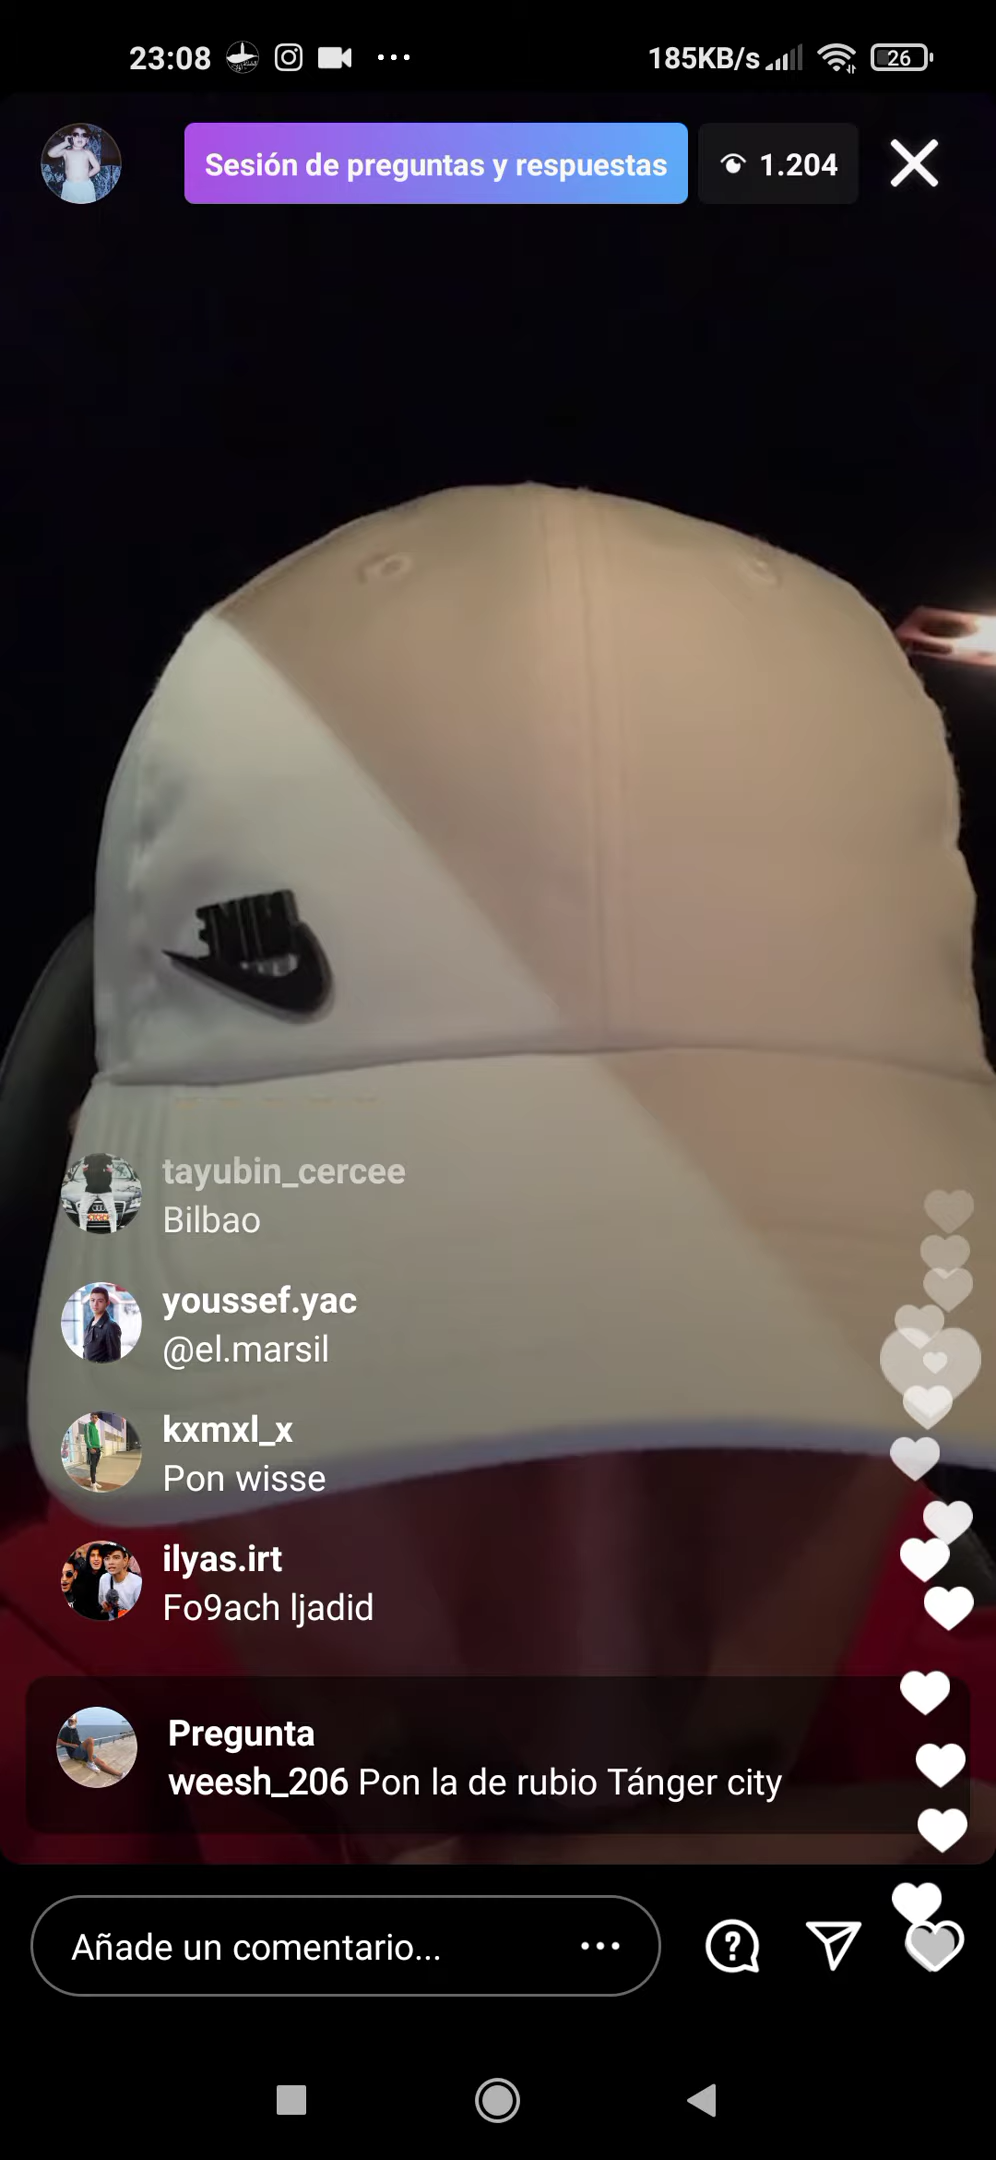 23:08
185KB/s
26
Sesión de preguntas y respuestas
1.204
tayubin_cercee
Bilbao
youssef.yac
@el.marsil
kxmxl_x
Pon wisse
ilyas.irt
Fo9ach ljadid
Pregunta
weesh_206 Pon la de rubio Tánger city
Añade un comentario...